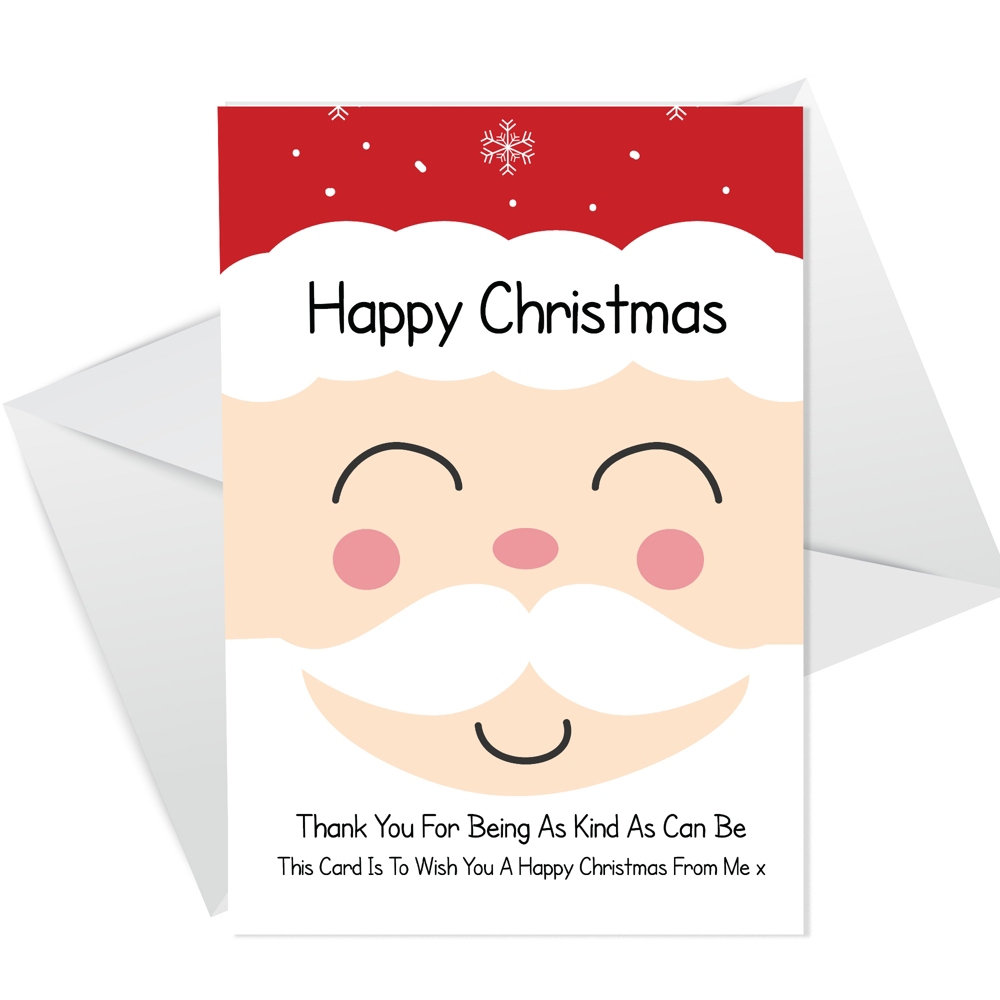 Happy Christmas
Thank You For Being As Kind As Can Be
This Card Is To Wish You A Happy Christmas From Me x